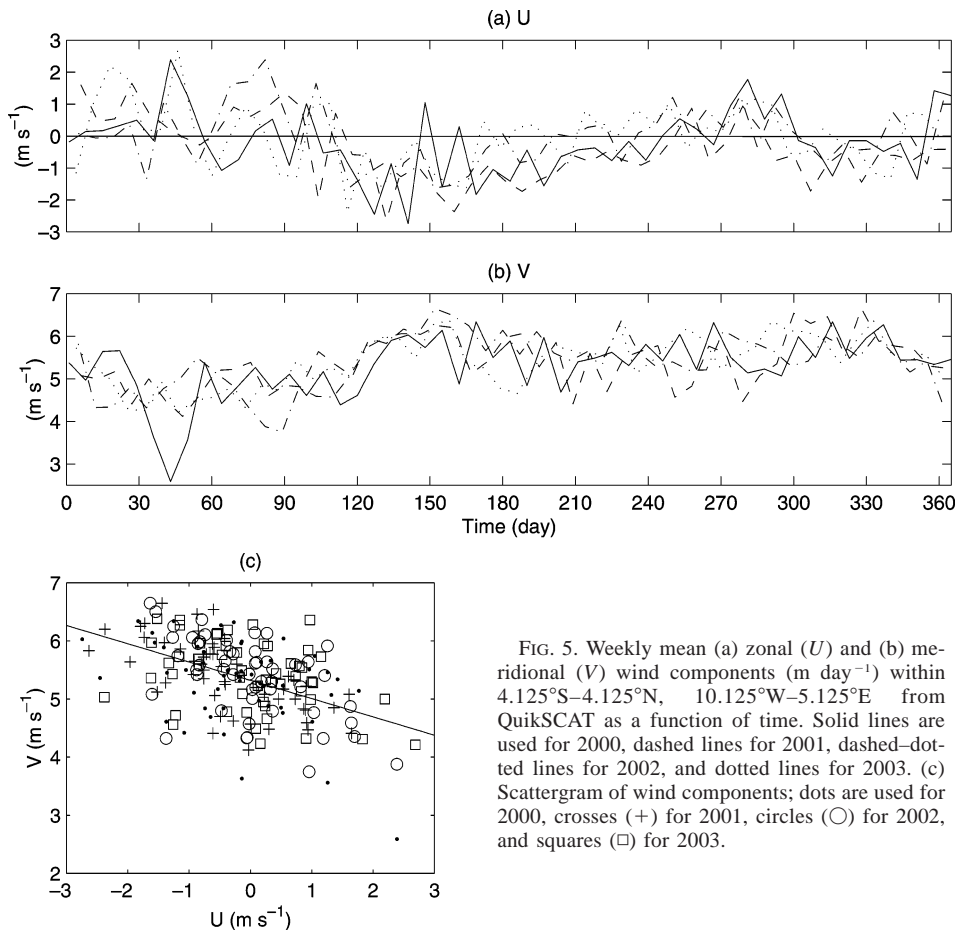 (a) U
3
2
1
0
−1
−2
−3
(m s−1)
(b) V
7
6
5
4
3
(m s−1)
0 30 60 90 120 150 180 210 240 270 300 330 360
Time (day)
(c)
7
6
5
4
3
2
V (m s−1)
−3 −2 −1 0 1 2 3
U (m s−1)
FIG. 5. Weekly mean (a) zonal (U) and (b) me-
ridional (V) wind components (m day−1) within
4.125°S–4.125°N, 10.125°W–5.125°E from
QuikSCAT as a function of time. Solid lines are
used for 2000, dashed lines for 2001, dashed–dot-
ted lines for 2002, and dotted lines for 2003. (c)
Scattergram of wind components; dots are used for
2000, crosses (+) for 2001, circles (○) for 2002,
and squares (□) for 2003.